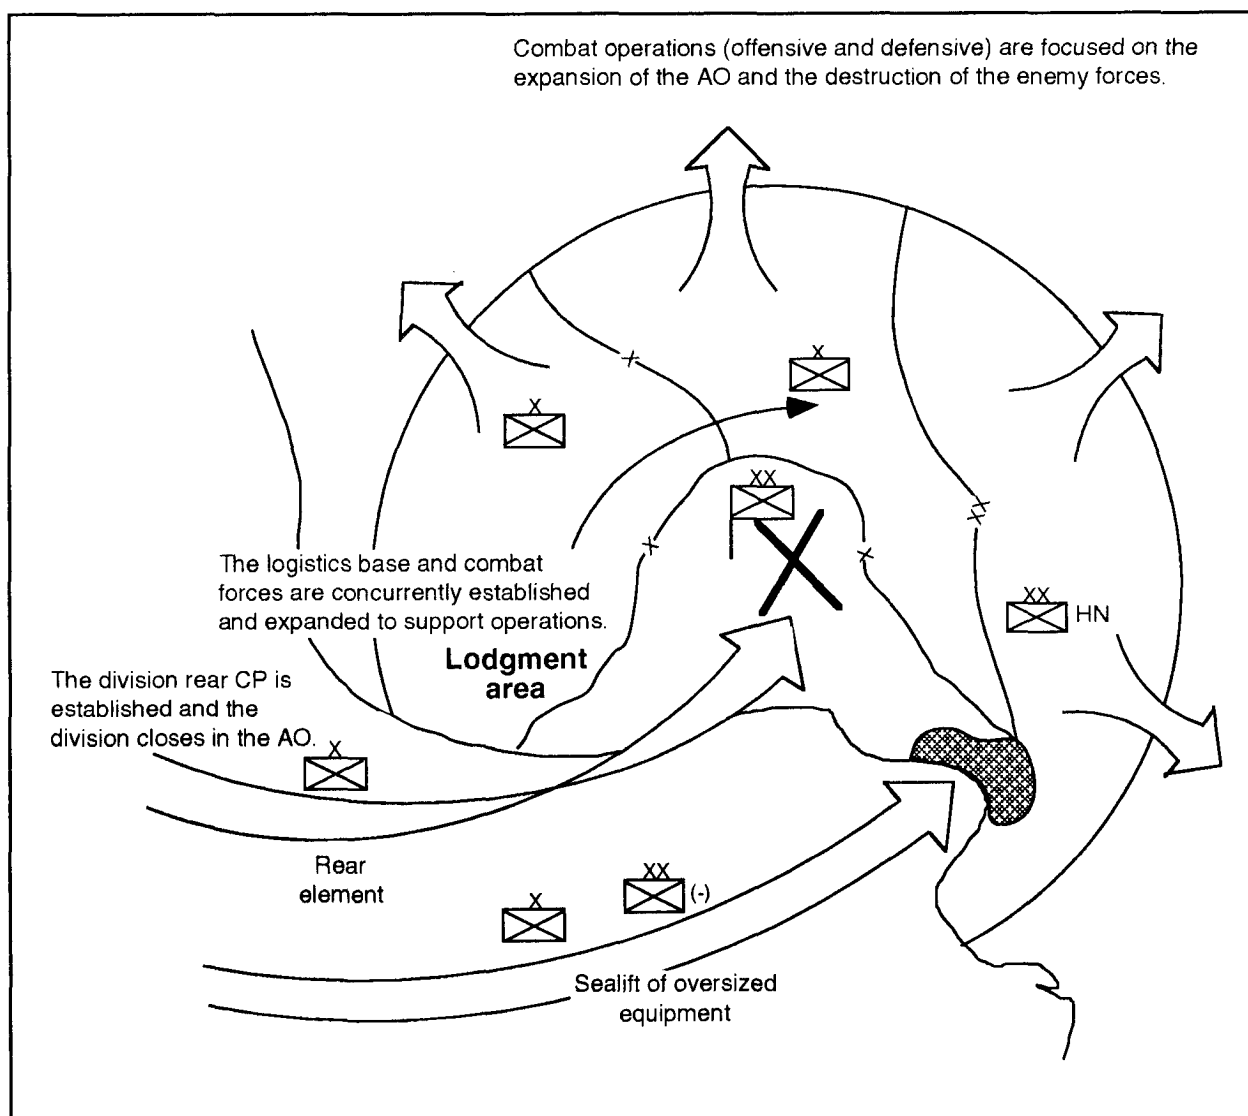 Combat operations (offensive and defensive) are focused on the
expansion of the AO and the destruction of the enemy forces.
X
X
X
XX
X
X
XX
The logistics base and combat
forces are concurrently established
and expanded to support operations.
XX
HN
Lodgment
area
The division rear CP is
established and the
division closes in the AO.
X
Rear
element
X
XX
(-)
Sealift of oversized
equipment